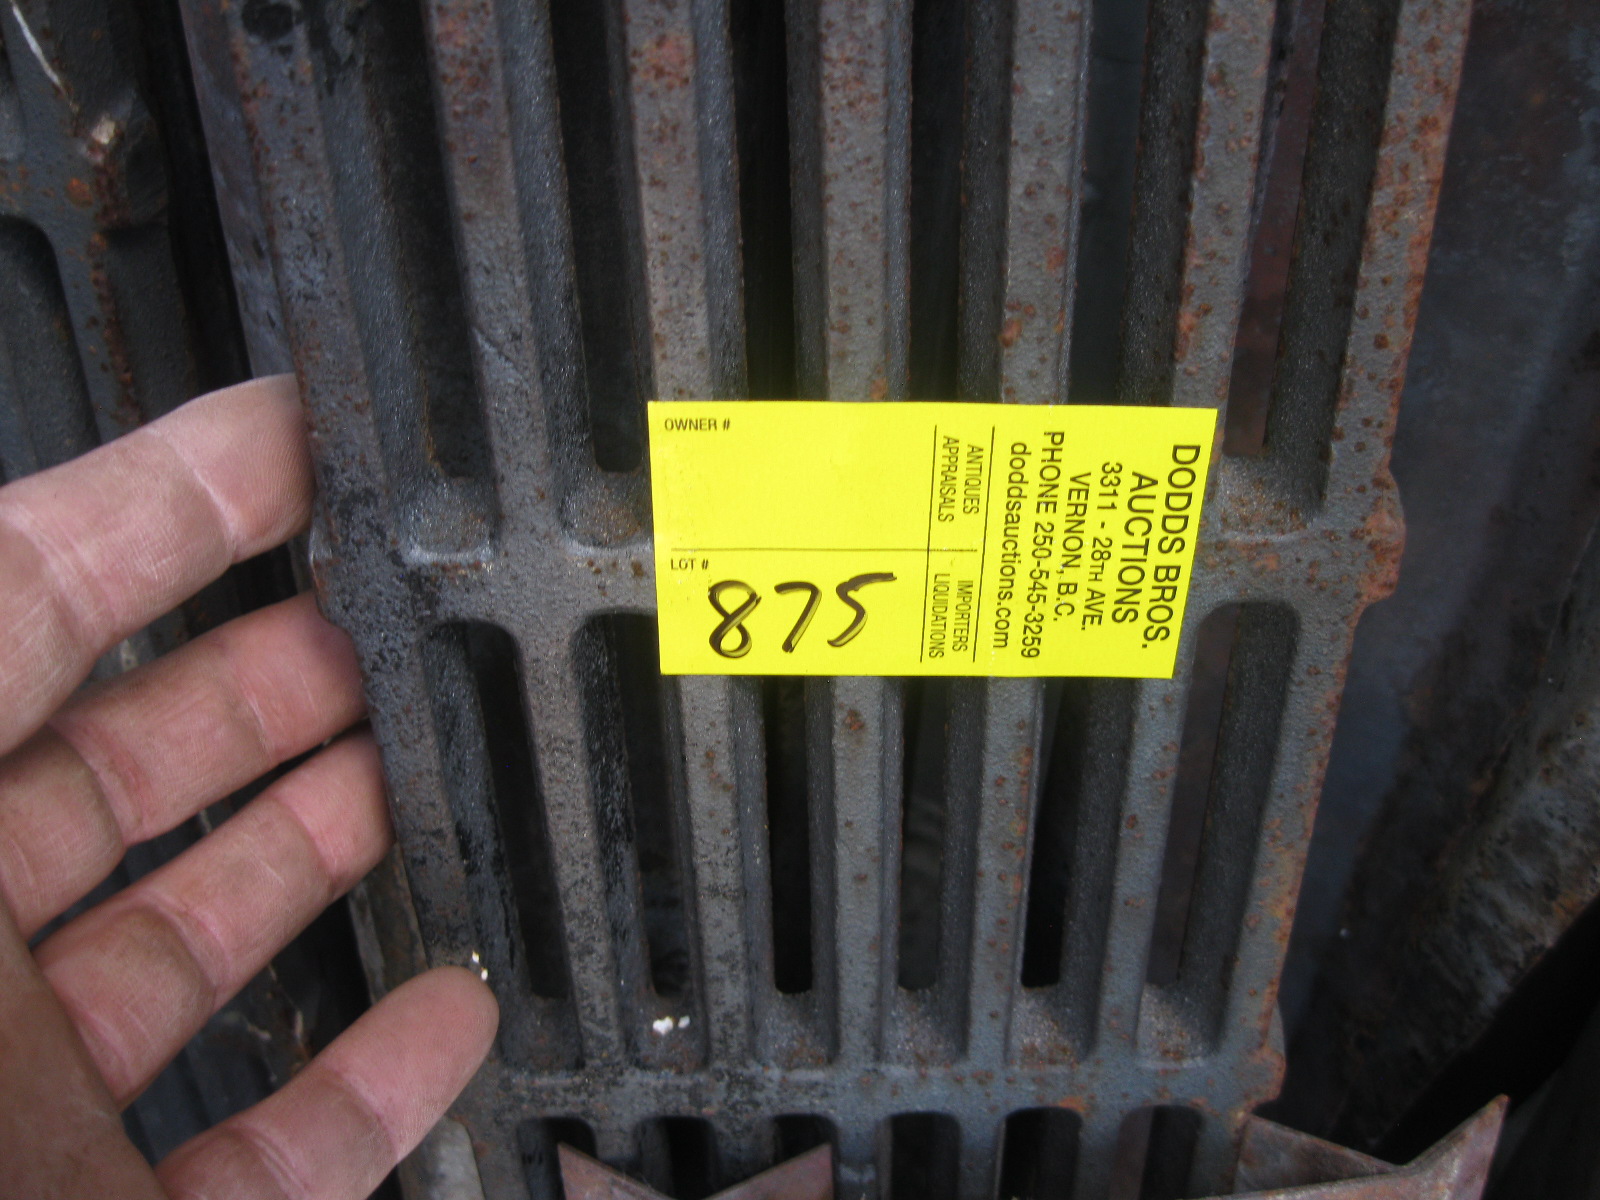 DODDS BROS.
AUCTIONS
3311 - 28TH AVE.
VERNON, B.C.
PHONE 250-545-3259
doddsauctions.com
ANTIQUES IMPORTERS
APPRAISALS LIQUIDATIONS
OWNER #
LOT #
875